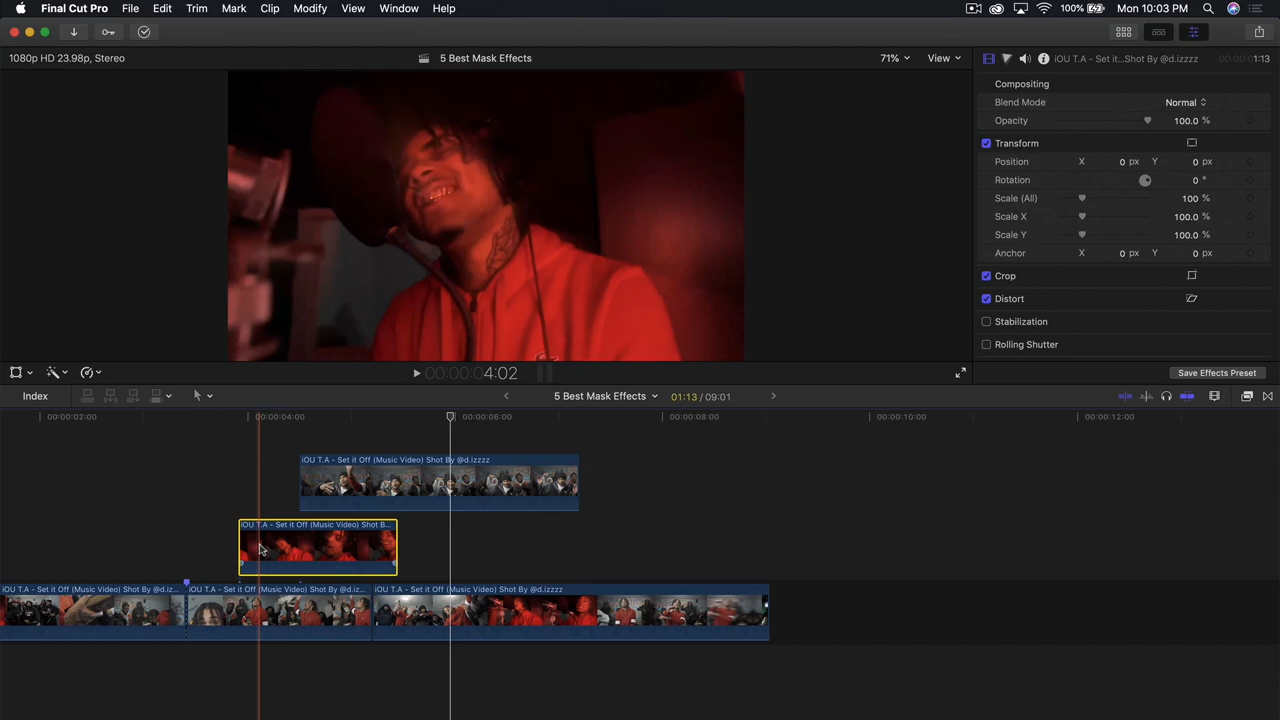 Final Cut Pro File Edit Trim Mark Clip Modify View Window Help 100% Mon 10:03 PM
1080p HD 23.98p, Stereo 5 Best Mask Effects 71% View iOU T.A - Set it...Shot By @d.izzzz 1:13
Compositing
Blend Mode Normal
Opacity 100.0 %
Transform
Position X 0 px Y 0 px
Rotation 0 °
Scale (All) 100 %
Scale X 100.0 %
Scale Y 100.0 %
Anchor X 0 px Y 0 px
Crop
Distort
Stabilization
Rolling Shutter
00:00:04:02 Save Effects Preset
Index 5 Best Mask Effects 01:13 / 09:01
00:00:02:00 00:00:04:00 00:00:06:00 00:00:08:00 00:00:10:00 00:00:12:00
iOU T.A - Set it Off (Music Video) Shot By @d.izzzz
iOU T.A - Set it Off (Music Video) Shot B...
iOU T.A - Set it Off (Music Video) Shot By @d.iz... iOU T.A - Set it Off (Music Video) Shot By @d.iz... iOU T.A - Set it Off (Music Video) Shot By @d.izzzz